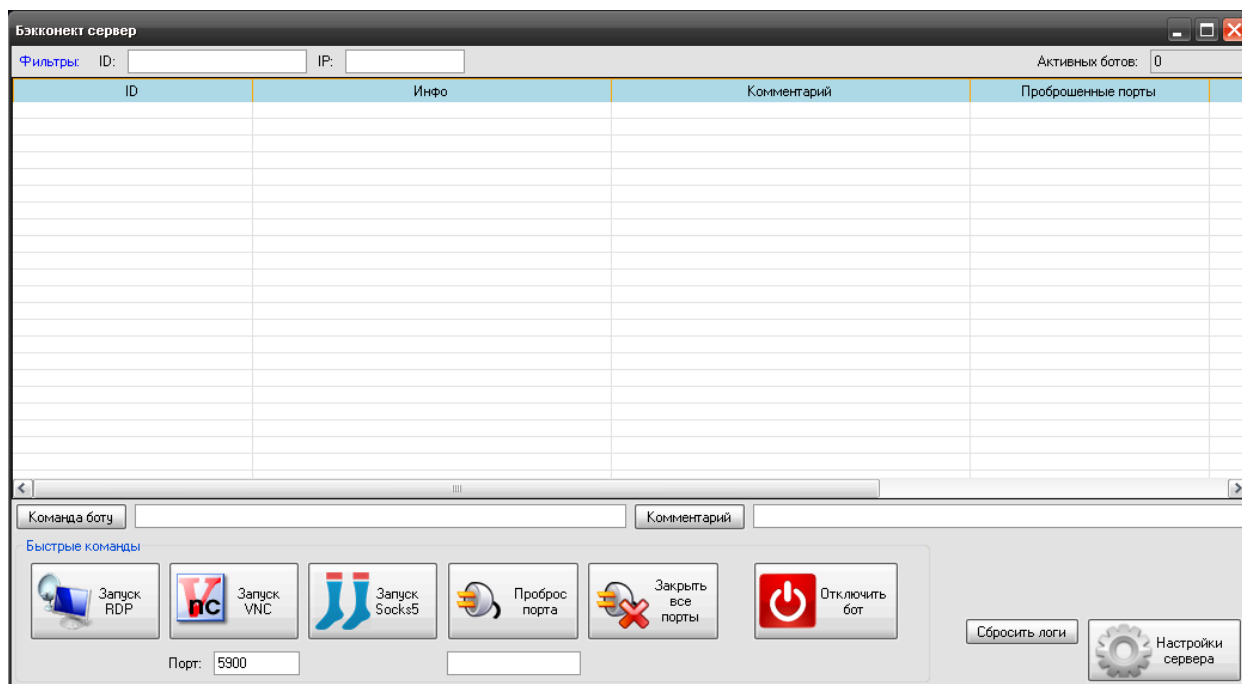 Бэкконект сервер
Фильтры: ID: IP: Активных ботов: 0
ID Инфо Комментарий Проброшенные порты
Команда боту Комментарий
Быстрые команды
Запуск
RDP
Vnc
Запуск
VNC
Запуск
Socks5
Проброс
порта
Закрыть
все
порты
Отключить
бот
Сбросить логи
Настройки
сервера
Порт: 5900